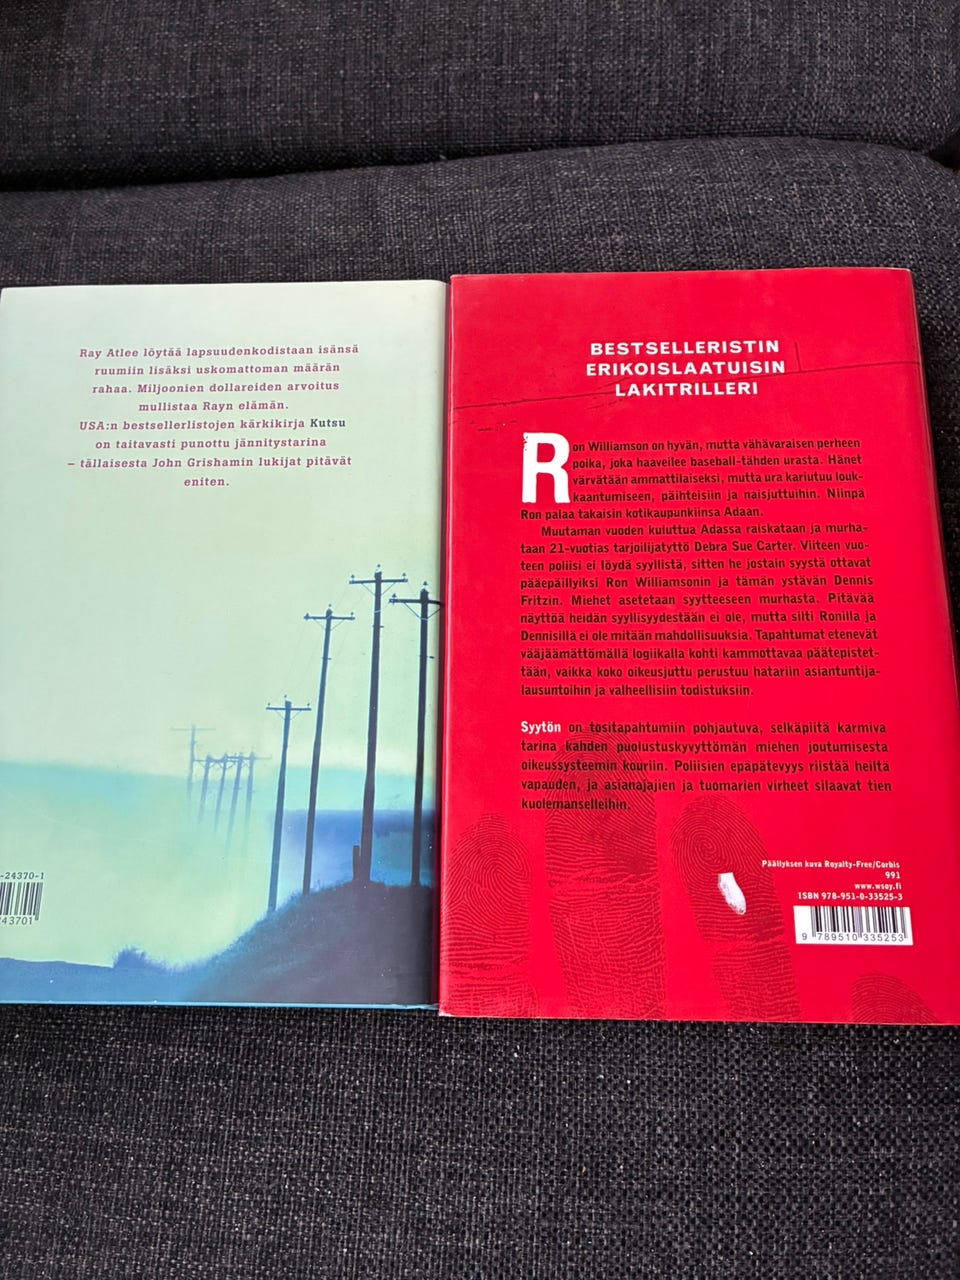 Ray Atlee löytää lapsuudenkodistaan isänsä
ruumiin lisäksi uskomattoman määrän
rahaa. Miljoonien dollareiden arvoitus
mullistaa Rayn elämän.
USA:n bestsellerlistojen kärkikirja Kutsu
on taitavasti punottu jännitystarina
– tällaisesta John Grishamin lukijat pitävät
eniten.
-24370-1
243701
BESTSELLERISTIN
ERIKOISLAATUISIN
LAKITRILLERI
Ron Williamson on hyvän, mutta vähävaraisen perheen
poika, joka haaveilee baseball-tähden urasta. Hänet
värvätään ammattilaiseksi, mutta ura kariutuu louk-
kaantumiseen, päihteisiin ja naisjuttuihin. Niinpä
Ron palaa takaisin kotikaupunkiinsa Adaan.
Muutaman vuoden kuluttua Adassa raiskataan ja murha-
taan 21-vuotias tarjoilijatyttö Debra Sue Carter. Viiteen vuo-
teen poliisi ei löydä syyllistä, sitten he jostain syystä ottavat
pääepäillyiksi Ron Williamsonin ja tämän ystävän Dennis
Fritzin. Miehet asetetaan syytteeseen murhasta. Pitävää
näyttöä heidän syyllisyydestään ei ole, mutta silti Ronilla ja
Dennisillä ei ole mitään mahdollisuuksia. Tapahtumat etenevät
vääjäämättömällä logiikalla kohti kammottavaa päätepistet-
tään, vaikka koko oikeusjuttu perustuu hatariin asiantuntija-
lausuntoihin ja valheellisiin todistuksiin.
Syytön on tositapahtumiin pohjautuva, selkäpiitä karmiva
tarina kahden puolustuskyvyttömän miehen joutumisesta
oikeussysteemin kouriin. Poliisien epäpätevyys riistää heiltä
vapauden, ja asianajajien ja tuomarien virheet silaavat tien
kuolemanselleihin.
Päällyksen kuva Royalty-Free/Corbis
991
www.wsoy.fi
ISBN 978-951-0-33525-3
9 789510 335253